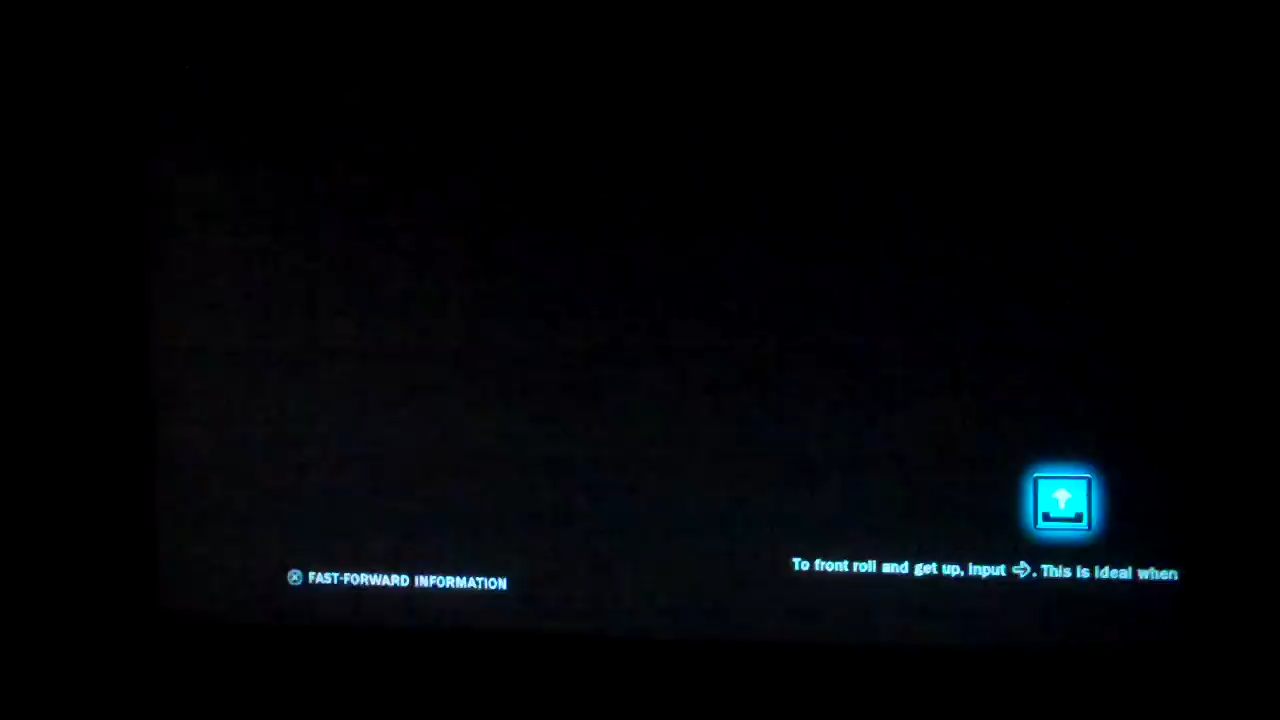 To front roll and get up, input ➩. This is ideal when
Ⓧ FAST-FORWARD INFORMATION